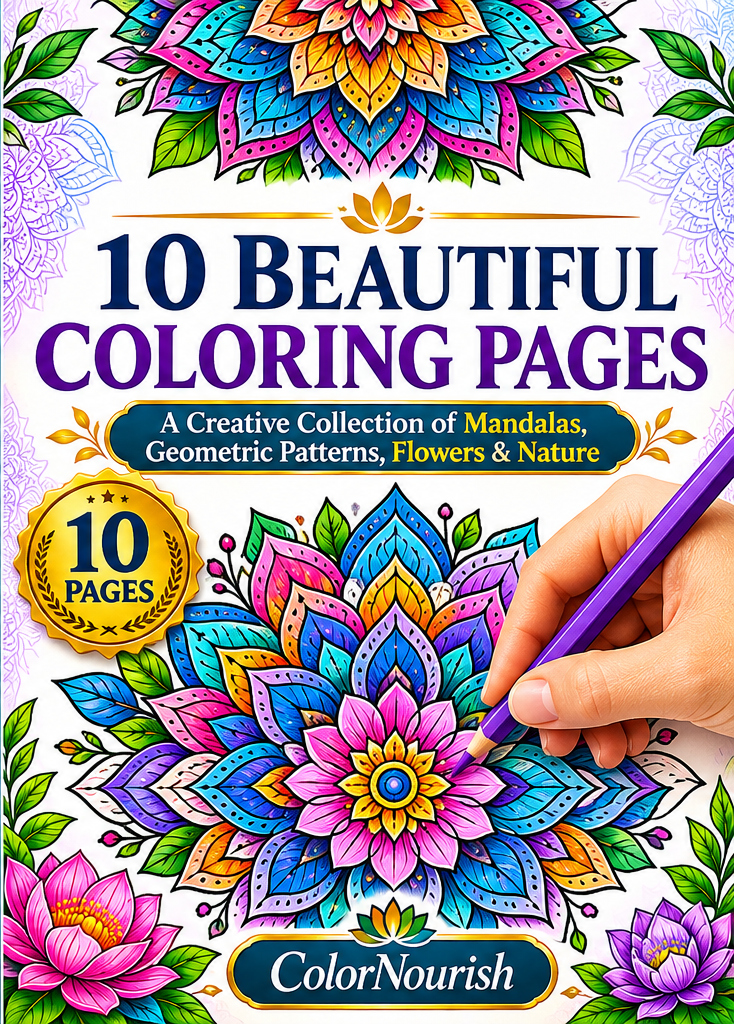 10 BEAUTIFUL
COLORING PAGES
A Creative Collection of Mandalas,
Geometric Patterns, Flowers & Nature
10
PAGES
ColorNourish